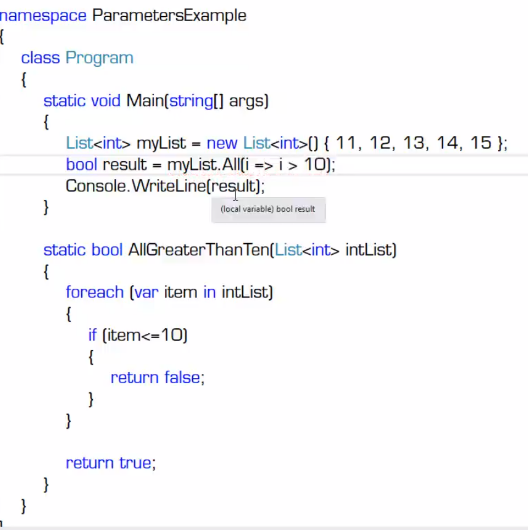 namespace ParametersExample
{
class Program
{
static void Main(string[] args)
{
List<int> myList = new List<int>() { 11, 12, 13, 14, 15 };
bool result = myList.All(i => i > 10);
Console.WriteLine(result);
(local variable) bool result
}
static bool AllGreaterThanTen(List<int> intList)
{
foreach (var item in intList)
{
if (item<=10)
{
return false;
}
}
return true;
}
}